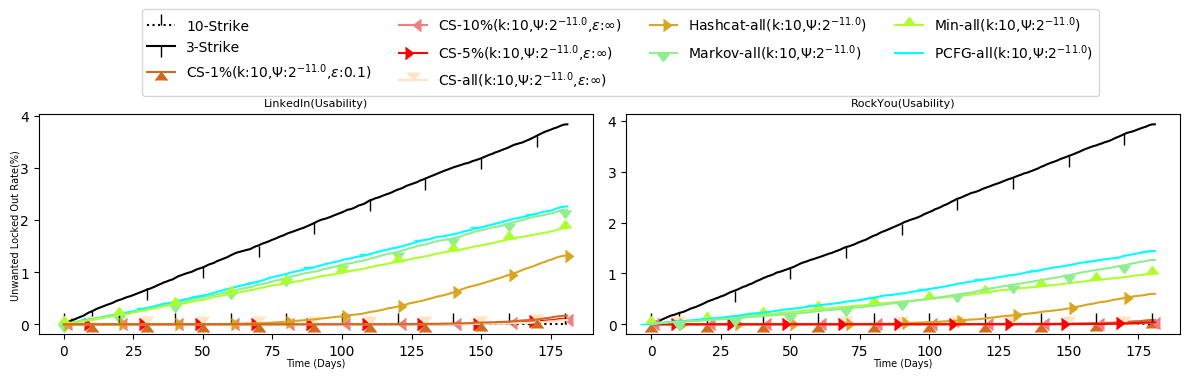 10-Strike
3-Strike
CS-1%(k:10,Ψ:2^−11.0,ε:0.1)
CS-10%(k:10,Ψ:2^−11.0,ε:∞)
CS-5%(k:10,Ψ:2^−11.0,ε:∞)
CS-all(k:10,Ψ:2^−11.0,ε:∞)
Hashcat-all(k:10,Ψ:2^−11.0)
Markov-all(k:10,Ψ:2^−11.0)
Min-all(k:10,Ψ:2^−11.0)
PCFG-all(k:10,Ψ:2^−11.0)
LinkedIn(Usability)
Unwanted Locked Out Rate(%)
4
3
2
1
0
0 25 50 75 100 125 150 175
Time (Days)
RockYou(Usability)
4
3
2
1
0
0 25 50 75 100 125 150 175
Time (Days)